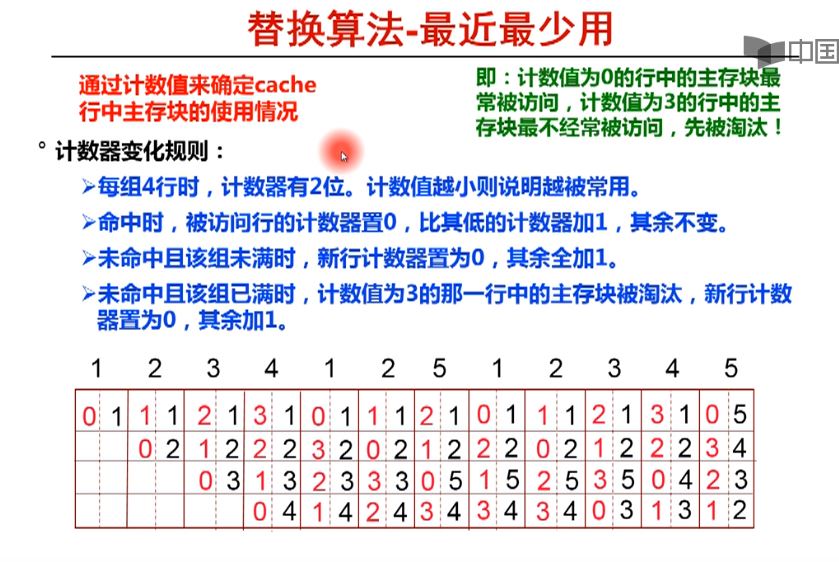 替换算法-最近最少用
中国
通过计数值来确定cache
行中主存块的使用情况
即：计数值为0的行中的主存块最
常被访问，计数值为3的行中的主
存块最不经常被访问，先被淘汰！
° 计数器变化规则：
➢每组4行时，计数器有2位。计数值越小则说明越被常用。
➢命中时，被访问行的计数器置0，比其低的计数器加1，其余不变。
➢未命中且该组未满时，新行计数器置为0，其余全加1。
➢未命中且该组已满时，计数值为3的那一行中的主存块被淘汰，新行计数
器置为0，其余加1。
1 2 3 4 1 2 5 1 2 3 4 5
0 1 1 1 2 1 3 1 0 1 1 1 2 1 0 1 1 1 2 1 3 1 0 5
0 2 1 2 2 2 3 2 0 2 1 2 2 2 0 2 1 2 2 2 3 4
0 3 1 3 2 3 3 3 0 5 1 5 2 5 3 5 0 4 2 3
0 4 1 4 2 4 3 4 3 4 3 4 0 3 1 3 1 2